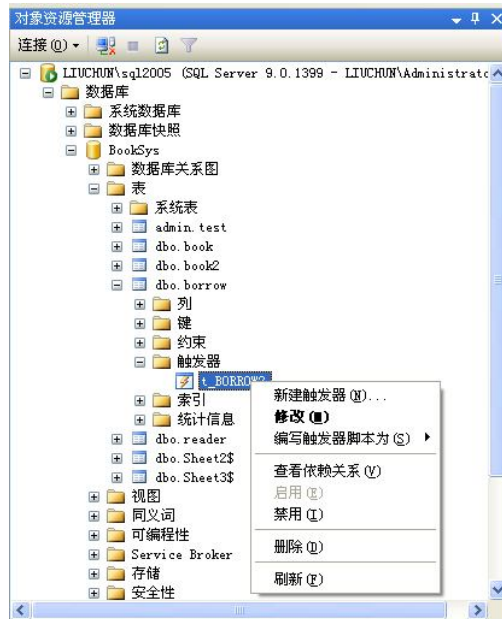 对象资源管理器
连接(O)
LIUCHUN\sql2005 (SQL Server 9.0.1399 - LIUCHUN\Administrato
数据库
系统数据库
数据库快照
BookSys
数据库关系图
表
系统表
admin.test
dbo.book
dbo.book2
dbo.borrow
列
键
约束
触发器
t_BORROW2
索引
统计信息
dbo.reader
dbo.Sheet2$
dbo.Sheet3$
视图
同义词
可编程性
Service Broker
存储
安全性
新建触发器(N)...
修改(M)
编写触发器脚本为(S)
查看依赖关系(V)
启用(E)
禁用(I)
删除(D)
刷新(F)